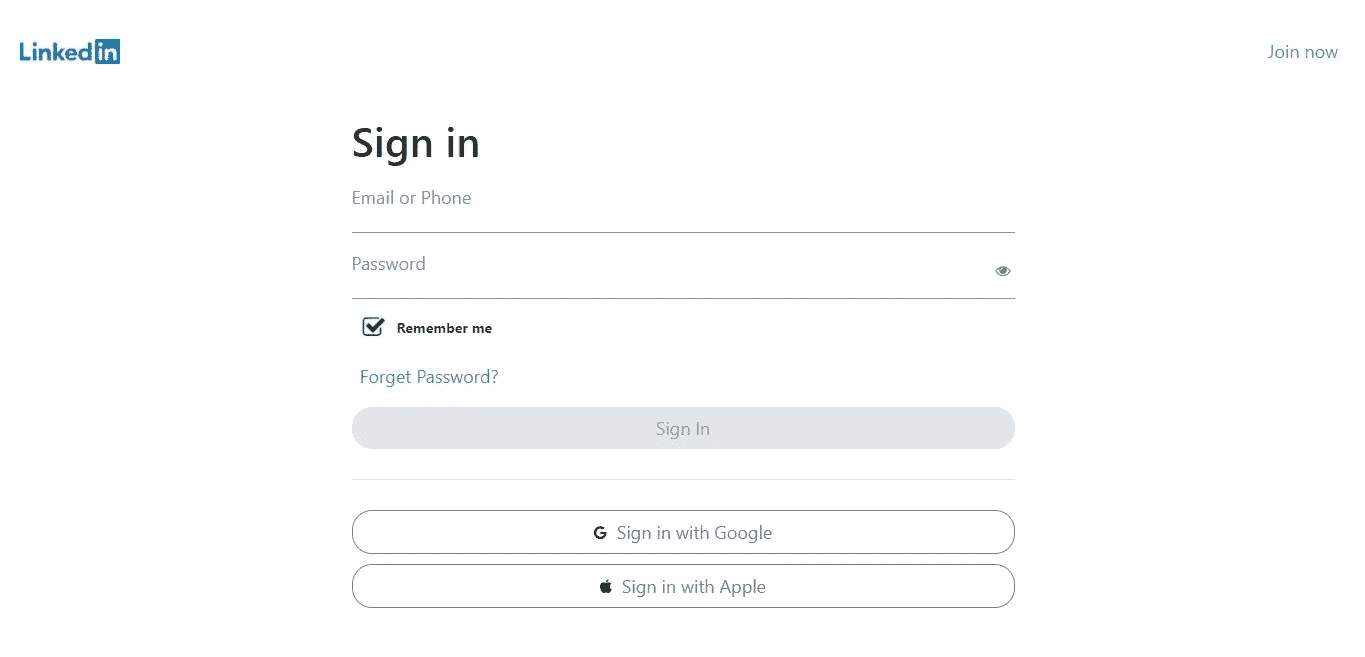 Linkedin
Join now
Sign in
Email or Phone
Password
Remember me
Forget Password?
Sign In
Sign in with Google
Sign in with Apple